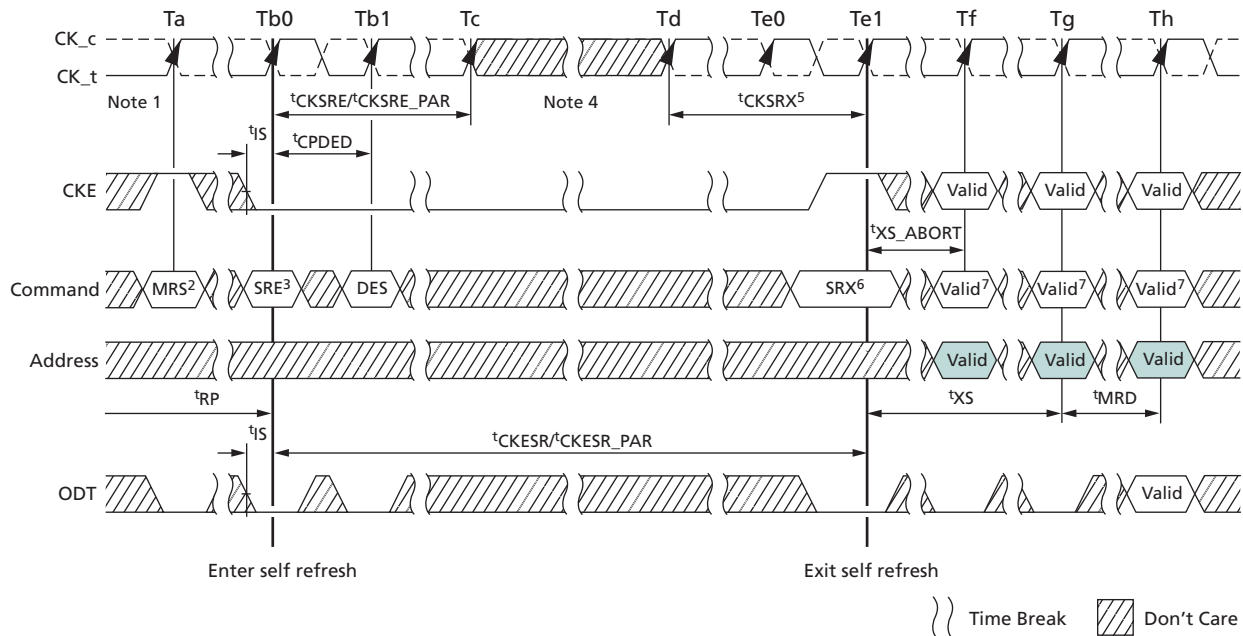 Ta Tb0 Tb1 Tc Td Te0 Te1 Tf Tg Th
CK_c
CK_t
Note 1 tCKSRE/tCKSRE_PAR Note 4 tCKSRX5
tIS tCPDED
CKE Valid Valid Valid
tXS_ABORT
Command MRS2 SRE3 DES SRX6 Valid7 Valid7 Valid7
Address Valid Valid Valid
tRP tXS tMRD
tIS tCKESR/tCKESR_PAR
ODT Valid
Enter self refresh Exit self refresh
Time Break Don't Care